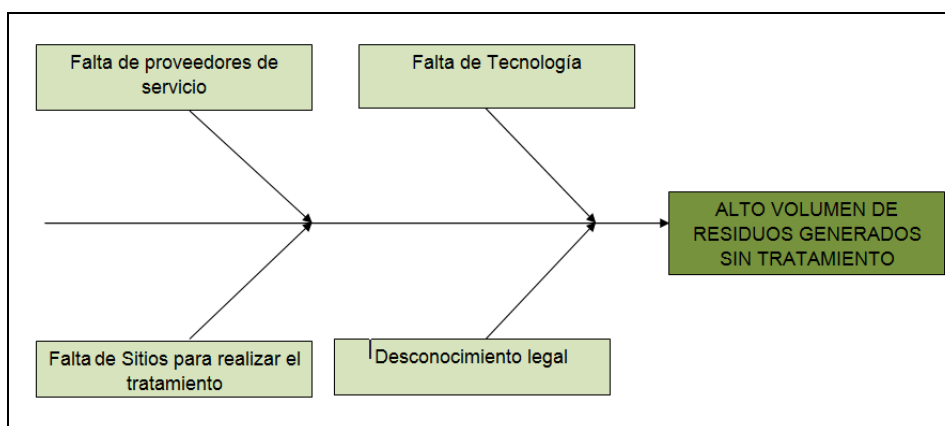 Falta de proveedores de
servicio
Falta de Tecnología
ALTO VOLUMEN DE
RESIDUOS GENERADOS
SIN TRATAMIENTO
Falta de Sitios para realizar el
tratamiento
Desconocimiento legal